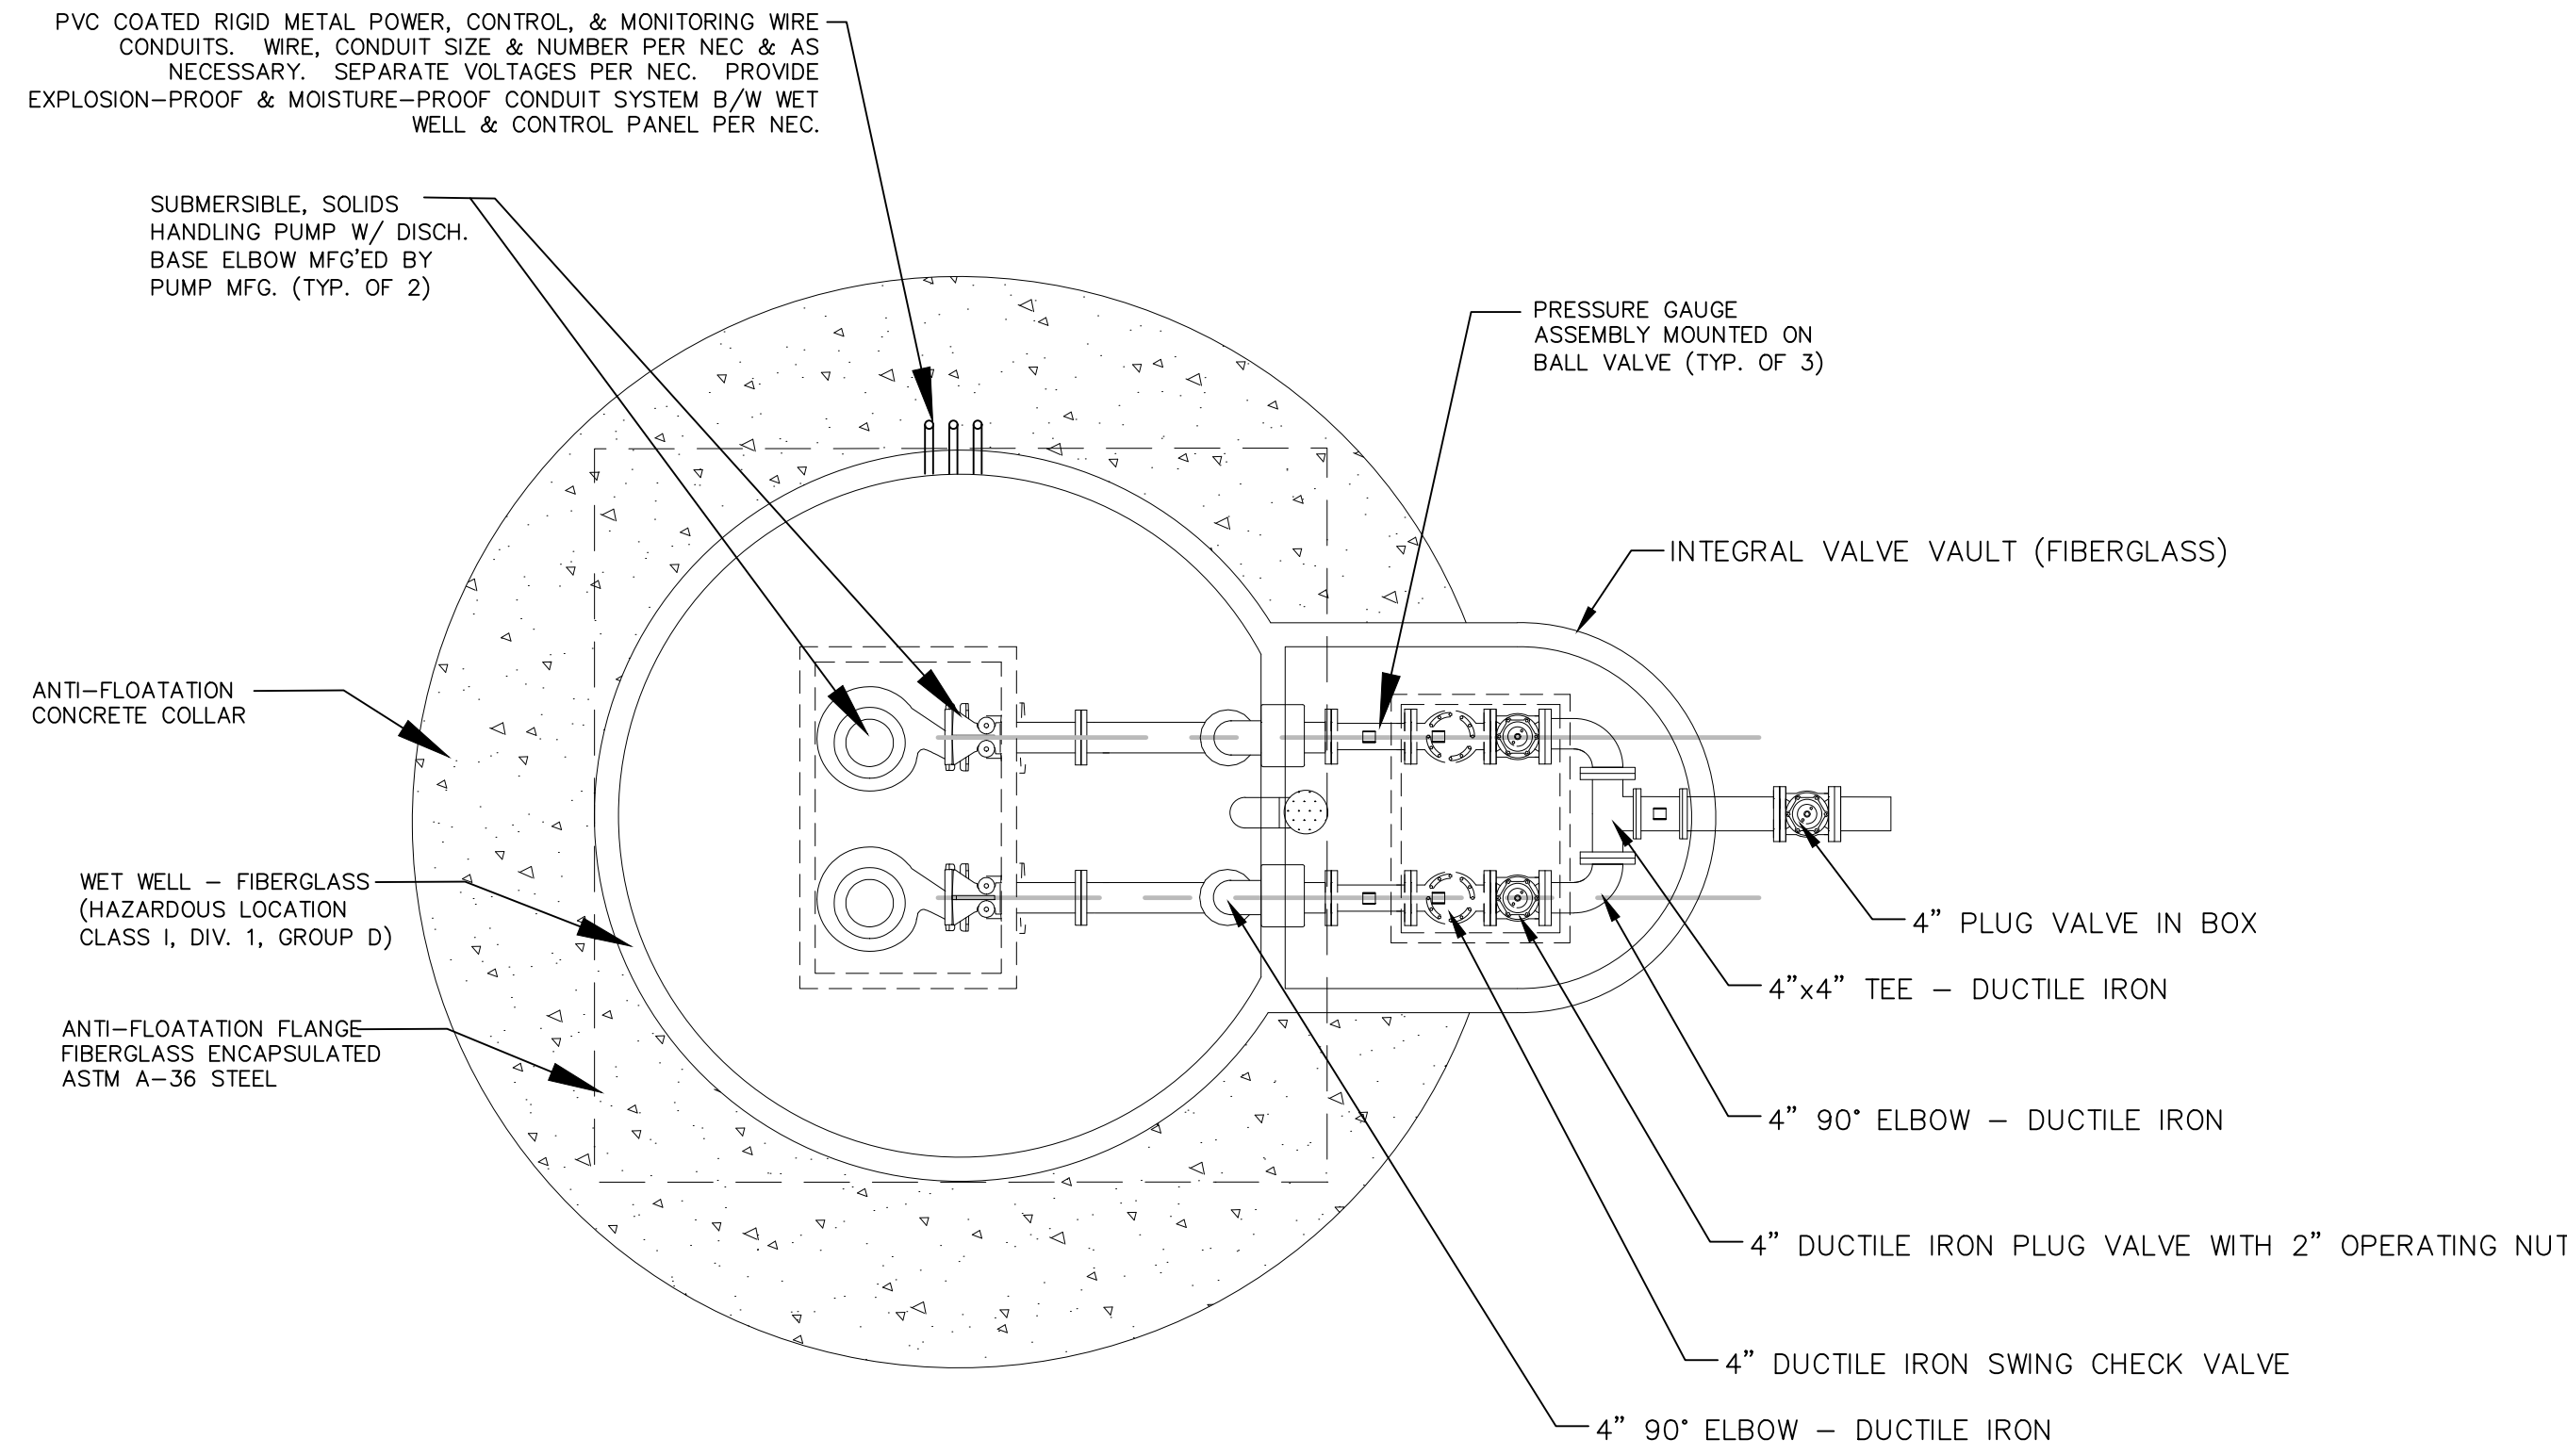 PVC COATED RIGID METAL POWER, CONTROL, & MONITORING WIRE
CONDUITS. WIRE, CONDUIT SIZE & NUMBER PER NEC & AS
NECESSARY. SEPARATE VOLTAGES PER NEC. PROVIDE
EXPLOSION-PROOF & MOISTURE-PROOF CONDUIT SYSTEM B/W WET
WELL & CONTROL PANEL PER NEC.
SUBMERSIBLE, SOLIDS
HANDLING PUMP W/ DISCH.
BASE ELBOW MFG'ED BY
PUMP MFG. (TYP. OF 2)
PRESSURE GAUGE
ASSEMBLY MOUNTED ON
BALL VALVE (TYP. OF 3)
INTEGRAL VALVE VAULT (FIBERGLASS)
ANTI-FLOATATION
CONCRETE COLLAR
WET WELL - FIBERGLASS
(HAZARDOUS LOCATION
CLASS I, DIV. 1, GROUP D)
4" PLUG VALVE IN BOX
4"x4" TEE - DUCTILE IRON
ANTI-FLOATATION FLANGE
FIBERGLASS ENCAPSULATED
ASTM A-36 STEEL
4" 90° ELBOW - DUCTILE IRON
4" DUCTILE IRON PLUG VALVE WITH 2" OPERATING NUT
4" DUCTILE IRON SWING CHECK VALVE
4" 90° ELBOW - DUCTILE IRON